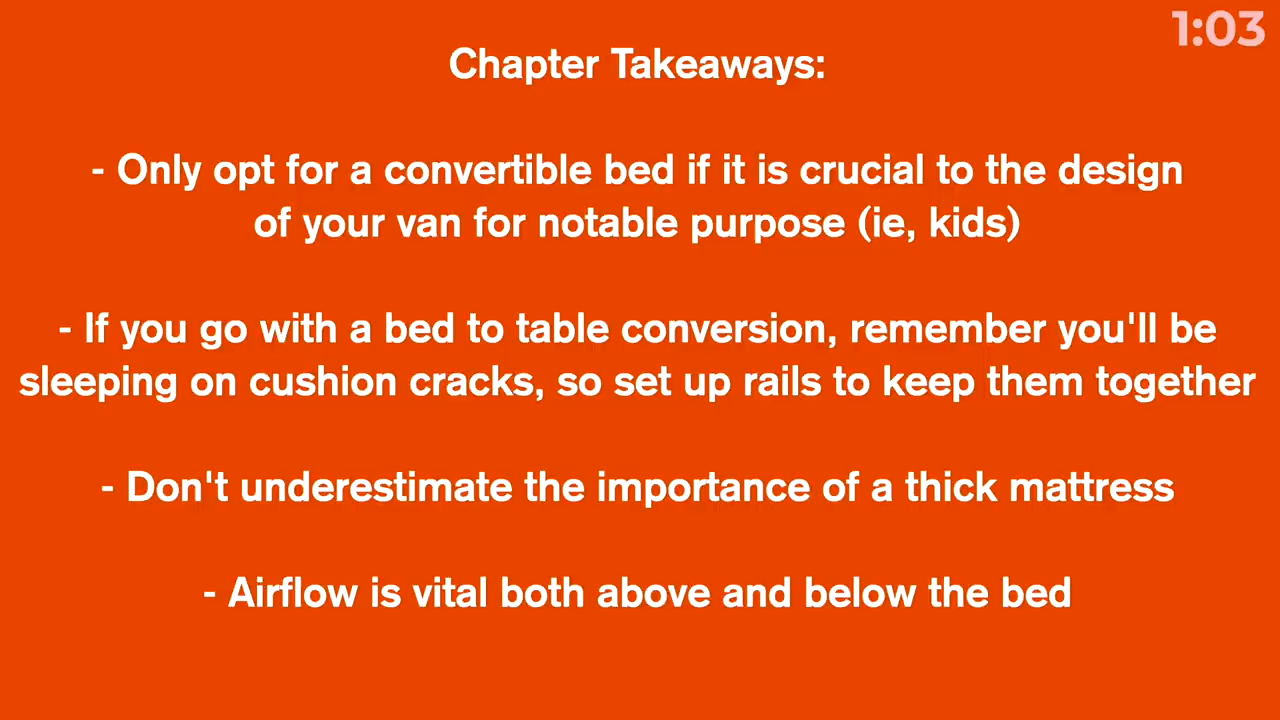 1:03
Chapter Takeaways:
- Only opt for a convertible bed if it is crucial to the design
of your van for notable purpose (ie, kids)
- If you go with a bed to table conversion, remember you'll be
sleeping on cushion cracks, so set up rails to keep them together
- Don't underestimate the importance of a thick mattress
- Airflow is vital both above and below the bed